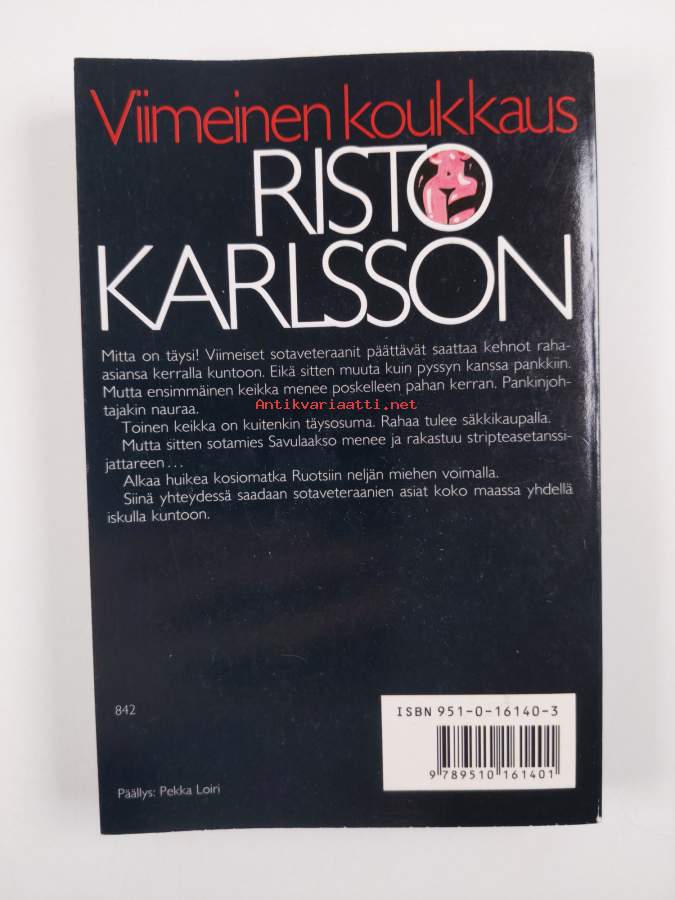 Viimeinen koukkaus
RISTO
KARLSSON
Mitta on täysi! Viimeiset sotaveteraanit päättävät saattaa kehnot raha-
asiansa kerralla kuntoon. Eikä sitten muuta kuin pyssyn kanssa pankkiin.
Mutta ensimmäinen keikka menee poskelleen pahan kerran. Pankinjoh-
tajakin nauraa.
Antikvariaatti.net
Toinen keikka on kuitenkin täysosuma. Rahaa tulee säkkikaupalla.
Mutta sitten sotamies Savulaakso menee ja rakastuu stripteasetanssi-
jattareen...
Alkaa huikea kosiomatka Ruotsiin neljän miehen voimalla.
Siinä yhteydessä saadaan sotaveteraanien asiat koko maassa yhdellä
iskulla kuntoon.
842
ISBN 951-0-16140-3
9 789510 161401
Päällys: Pekka Loiri